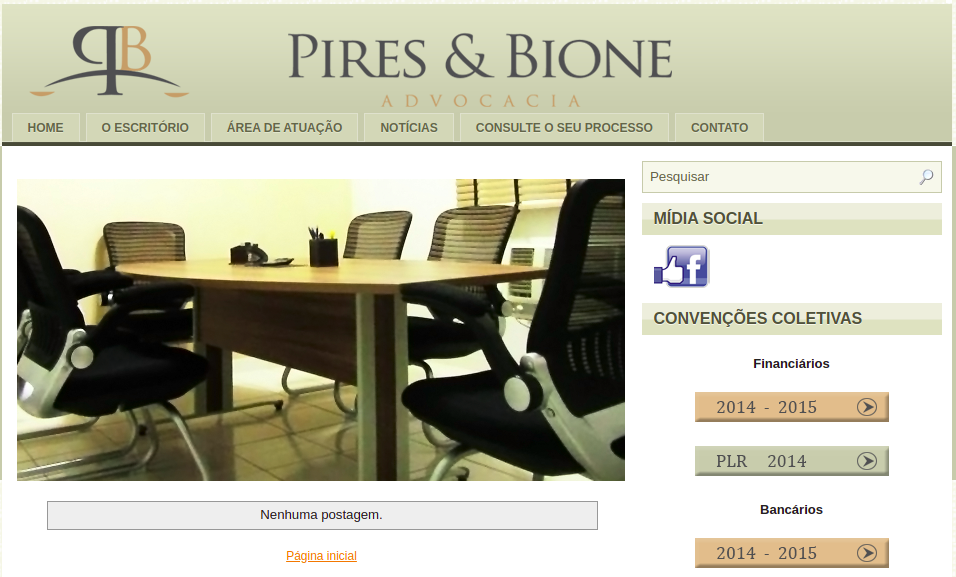 PB
PIRES & BIONE
ADVOCACIA
HOME O ESCRITÓRIO ÁREA DE ATUAÇÃO NOTÍCIAS CONSULTE O SEU PROCESSO CONTATO
Pesquisar
MÍDIA SOCIAL
f
CONVENÇÕES COLETIVAS
Financiários
2014 - 2015
PLR 2014
Bancários
2014 - 2015
Nenhuma postagem.
Página inicial